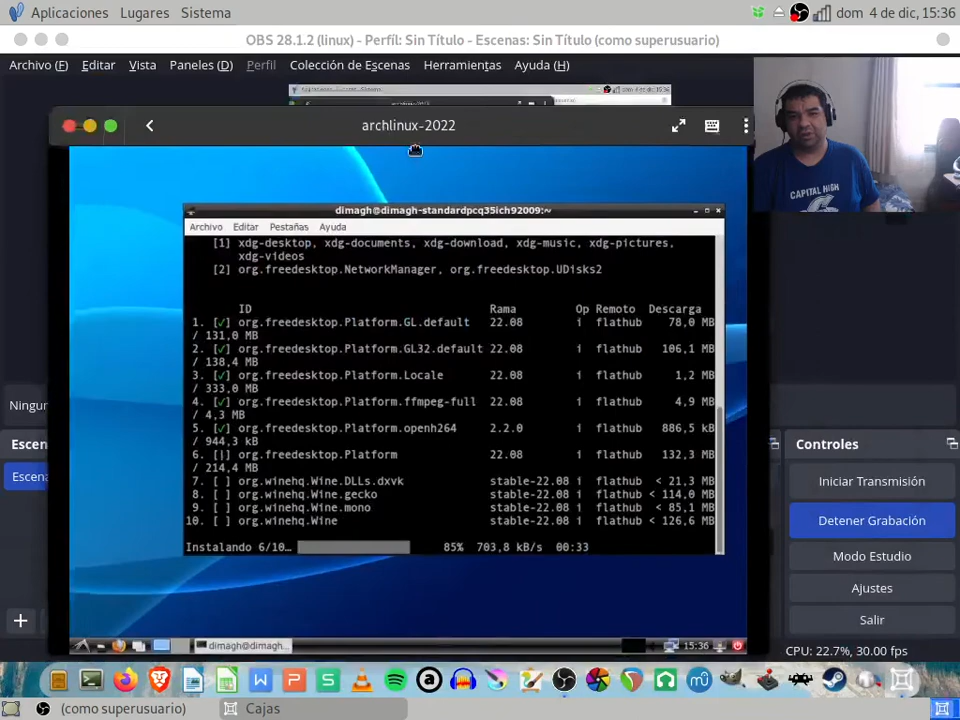 Aplicaciones Lugares Sistema dom 4 de dic, 15:36
OBS 28.1.2 (linux) - Perfíl: Sin Título - Escenas: Sin Título (como superusuario)
Archivo (F) Editar Vista Paneles (D) Perfil Colección de Escenas Herramientas Ayuda (H)
archlinux-2022
CAPITAL HIGH
dimagh@dimagh-standardpcq35ich92009:~
Archivo Editar Pestañas Ayuda
[1] xdg-desktop, xdg-documents, xdg-download, xdg-music, xdg-pictures,
xdg-videos
[2] org.freedesktop.NetworkManager, org.freedesktop.UDisks2
ID Rama Op Remoto Descarga
1. [✓] org.freedesktop.Platform.GL.default 22.08 i flathub 78,0 MB
/ 131,0 MB
2. [✓] org.freedesktop.Platform.GL32.default 22.08 i flathub 106,1 MB
/ 138,4 MB
3. [✓] org.freedesktop.Platform.Locale 22.08 i flathub 1,2 MB
/ 333,0 MB
4. [✓] org.freedesktop.Platform.ffmpeg-full 22.08 i flathub 4,9 MB
/ 4,3 MB
5. [✓] org.freedesktop.Platform.openh264 2.2.0 i flathub 886,5 kB
/ 944,3 kB
6. [|] org.freedesktop.Platform 22.08 i flathub 132,3 MB
/ 214,4 MB
7. [ ] org.winehq.Wine.DLLs.dxvk stable-22.08 i flathub < 21,3 MB
8. [ ] org.winehq.Wine.gecko stable-22.08 i flathub < 114,0 MB
9. [ ] org.winehq.Wine.mono stable-22.08 i flathub < 85,1 MB
10. [ ] org.winehq.Wine stable-22.08 i flathub < 126,6 MB
Instalando 6/10… 85% 703,8 kB/s 00:33
dimagh@dimagh... 15:36
Ningun
Escen
Escena
Controles
Iniciar Transmisión
Detener Grabación
Modo Estudio
Ajustes
Salir
CPU: 22.7%, 30.00 fps
(como superusuario) Cajas